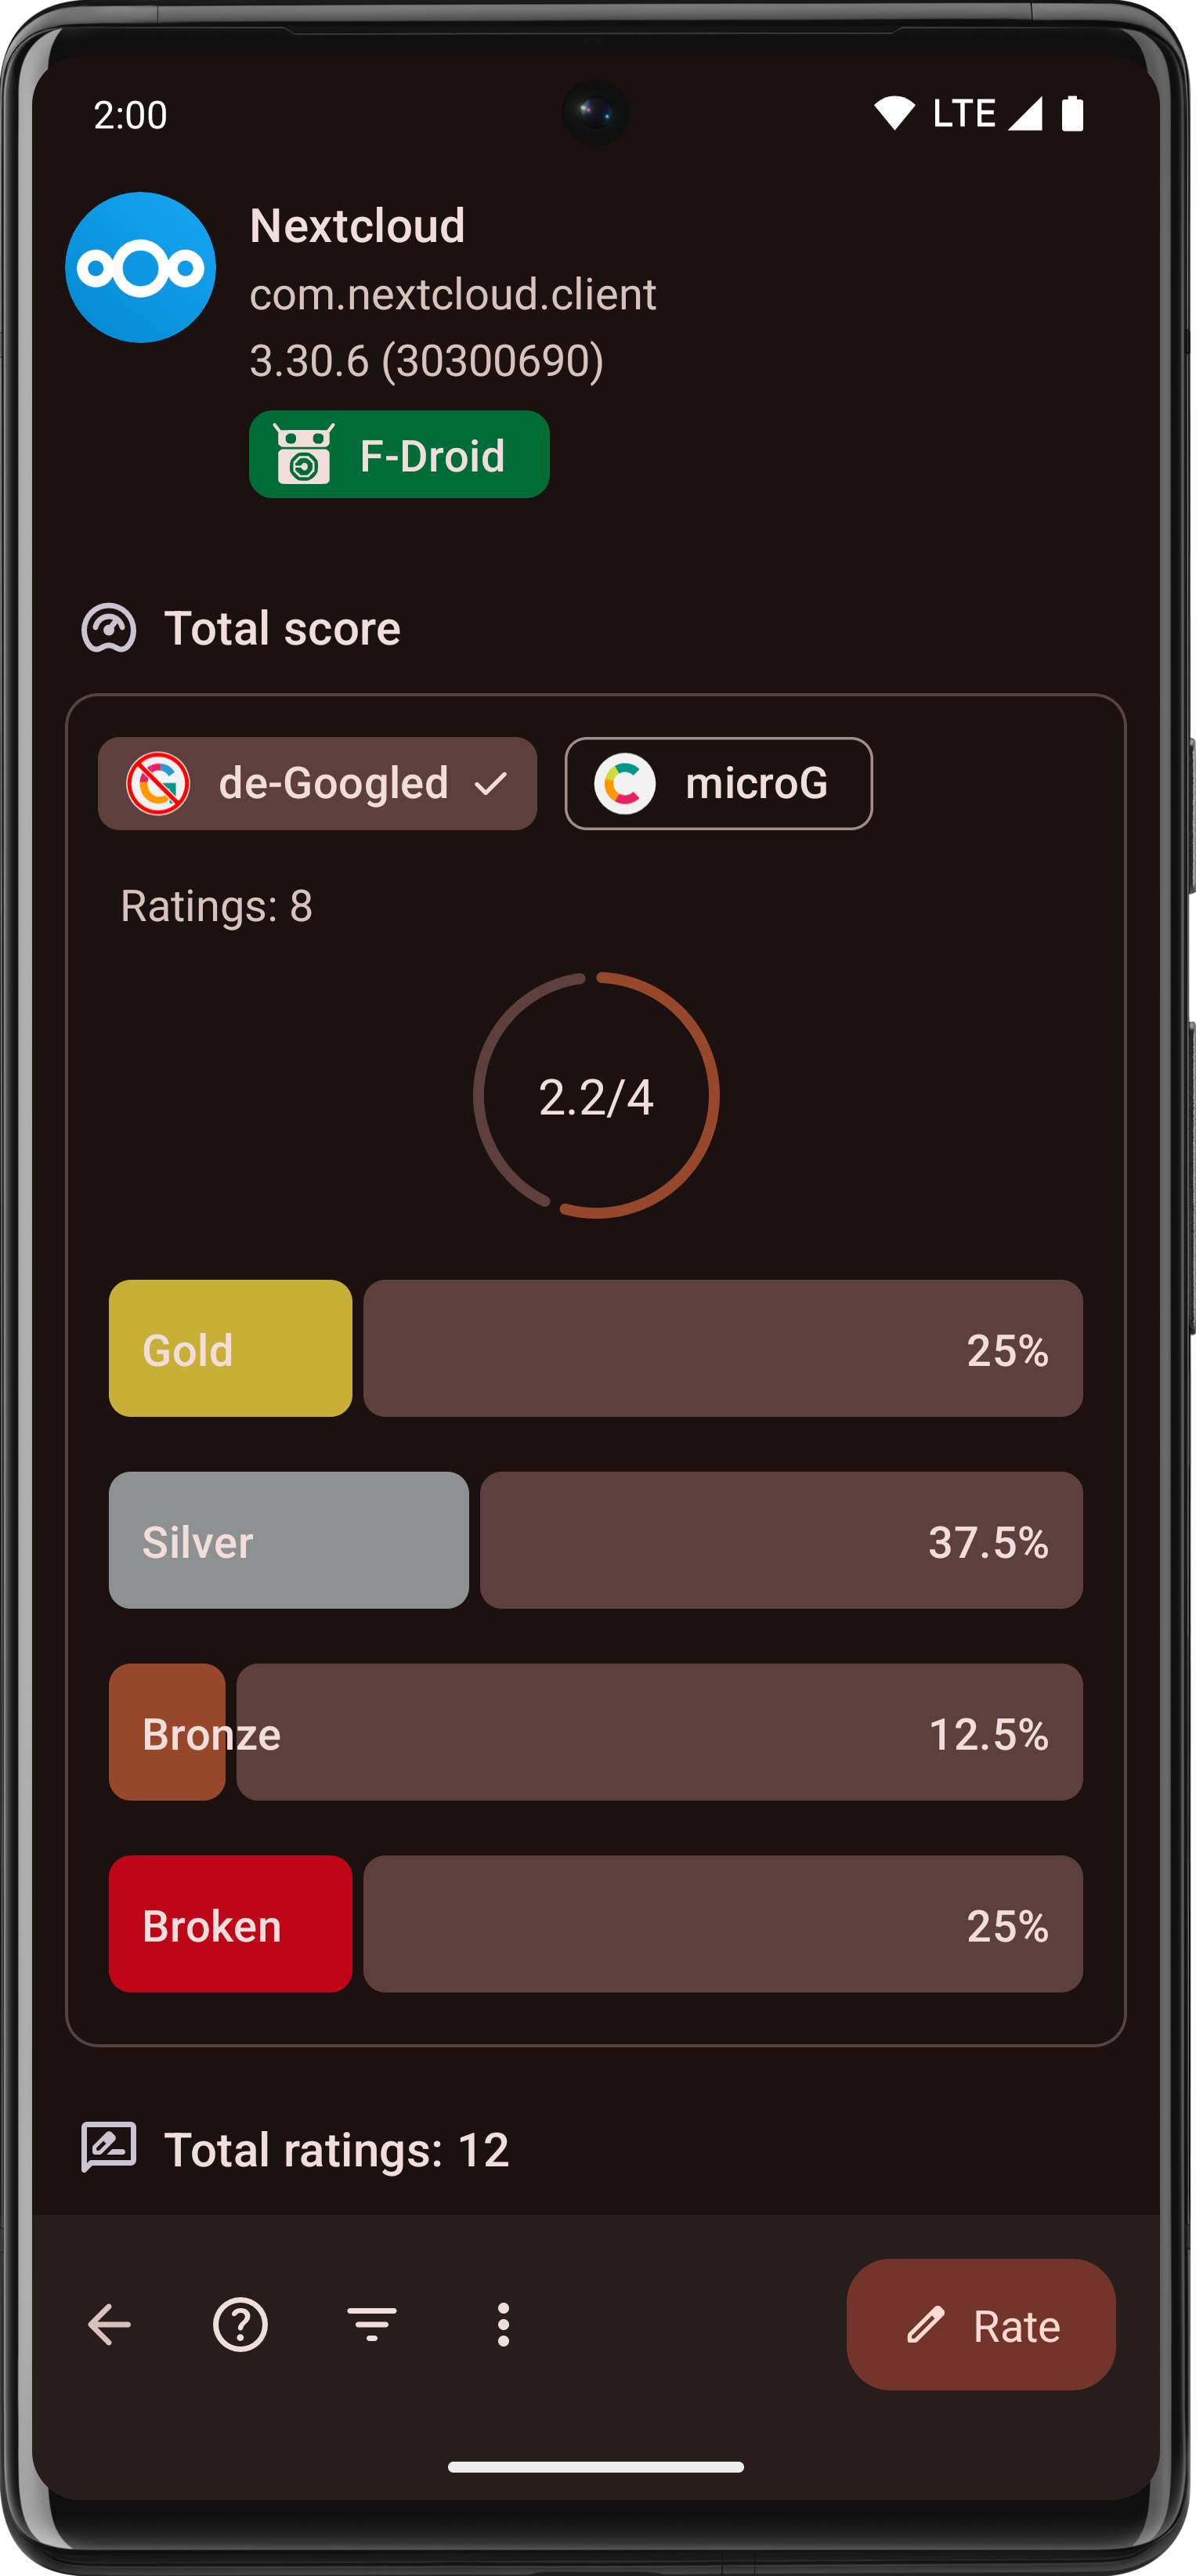 2:00
LTE
Nextcloud
com.nextcloud.client
3.30.6 (30300690)
F-Droid
Total score
de-Googled
microG
Ratings: 8
2.2/4
Gold 25%
Silver 37.5%
Bronze 12.5%
Broken 25%
Total ratings: 12
Rate